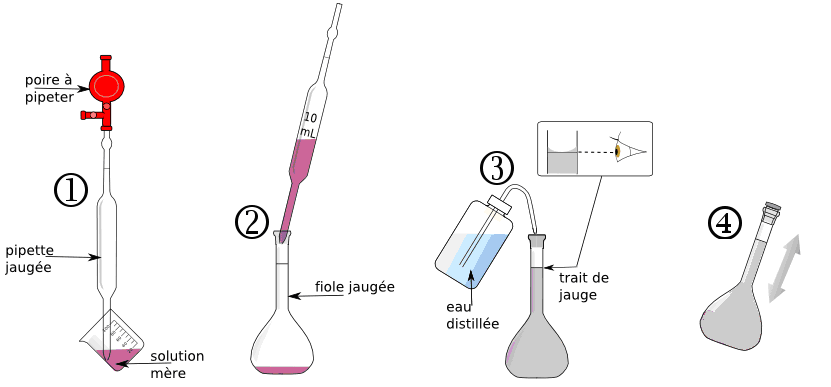 poire à
pipeter
1
pipette
jaugée
solution
mère
2
10
mL
fiole jaugée
3
eau
distillée
trait de
jauge
4